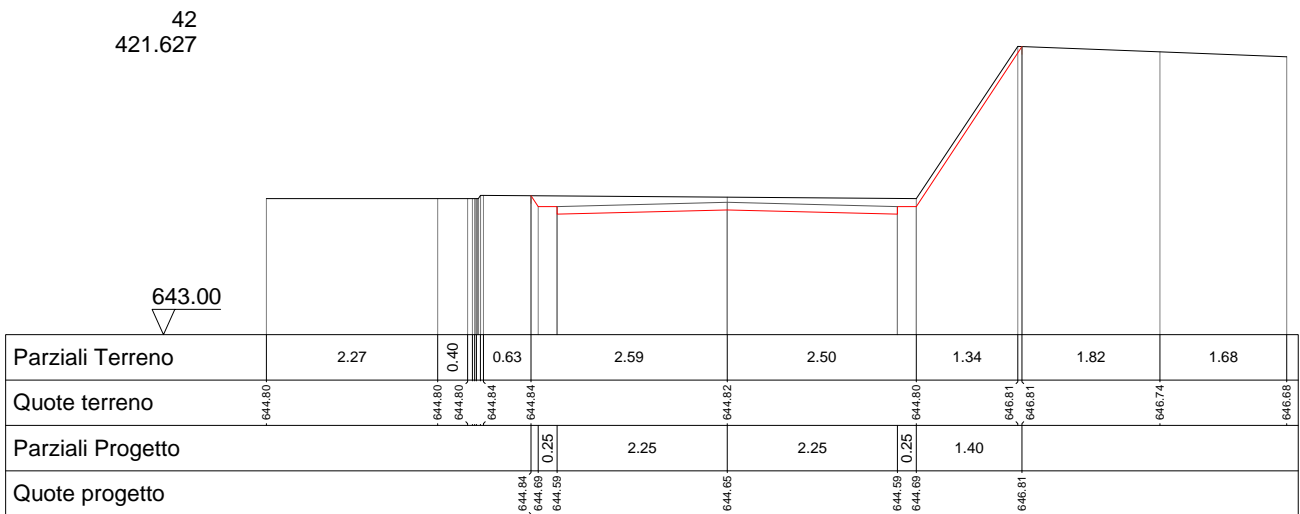 42
421.627
643.00
Parziali Terreno 2.27 0.40 0.63 2.59 2.50 1.34 1.82 1.68
Quote terreno 644.80 644.80 644.80 644.84 644.84 644.82 644.80 646.81 646.81 646.74 646.68
Parziali Progetto 0.25 2.25 2.25 0.25 1.40
Quote progetto 644.84 644.69 644.59 644.65 644.59 644.69 646.81